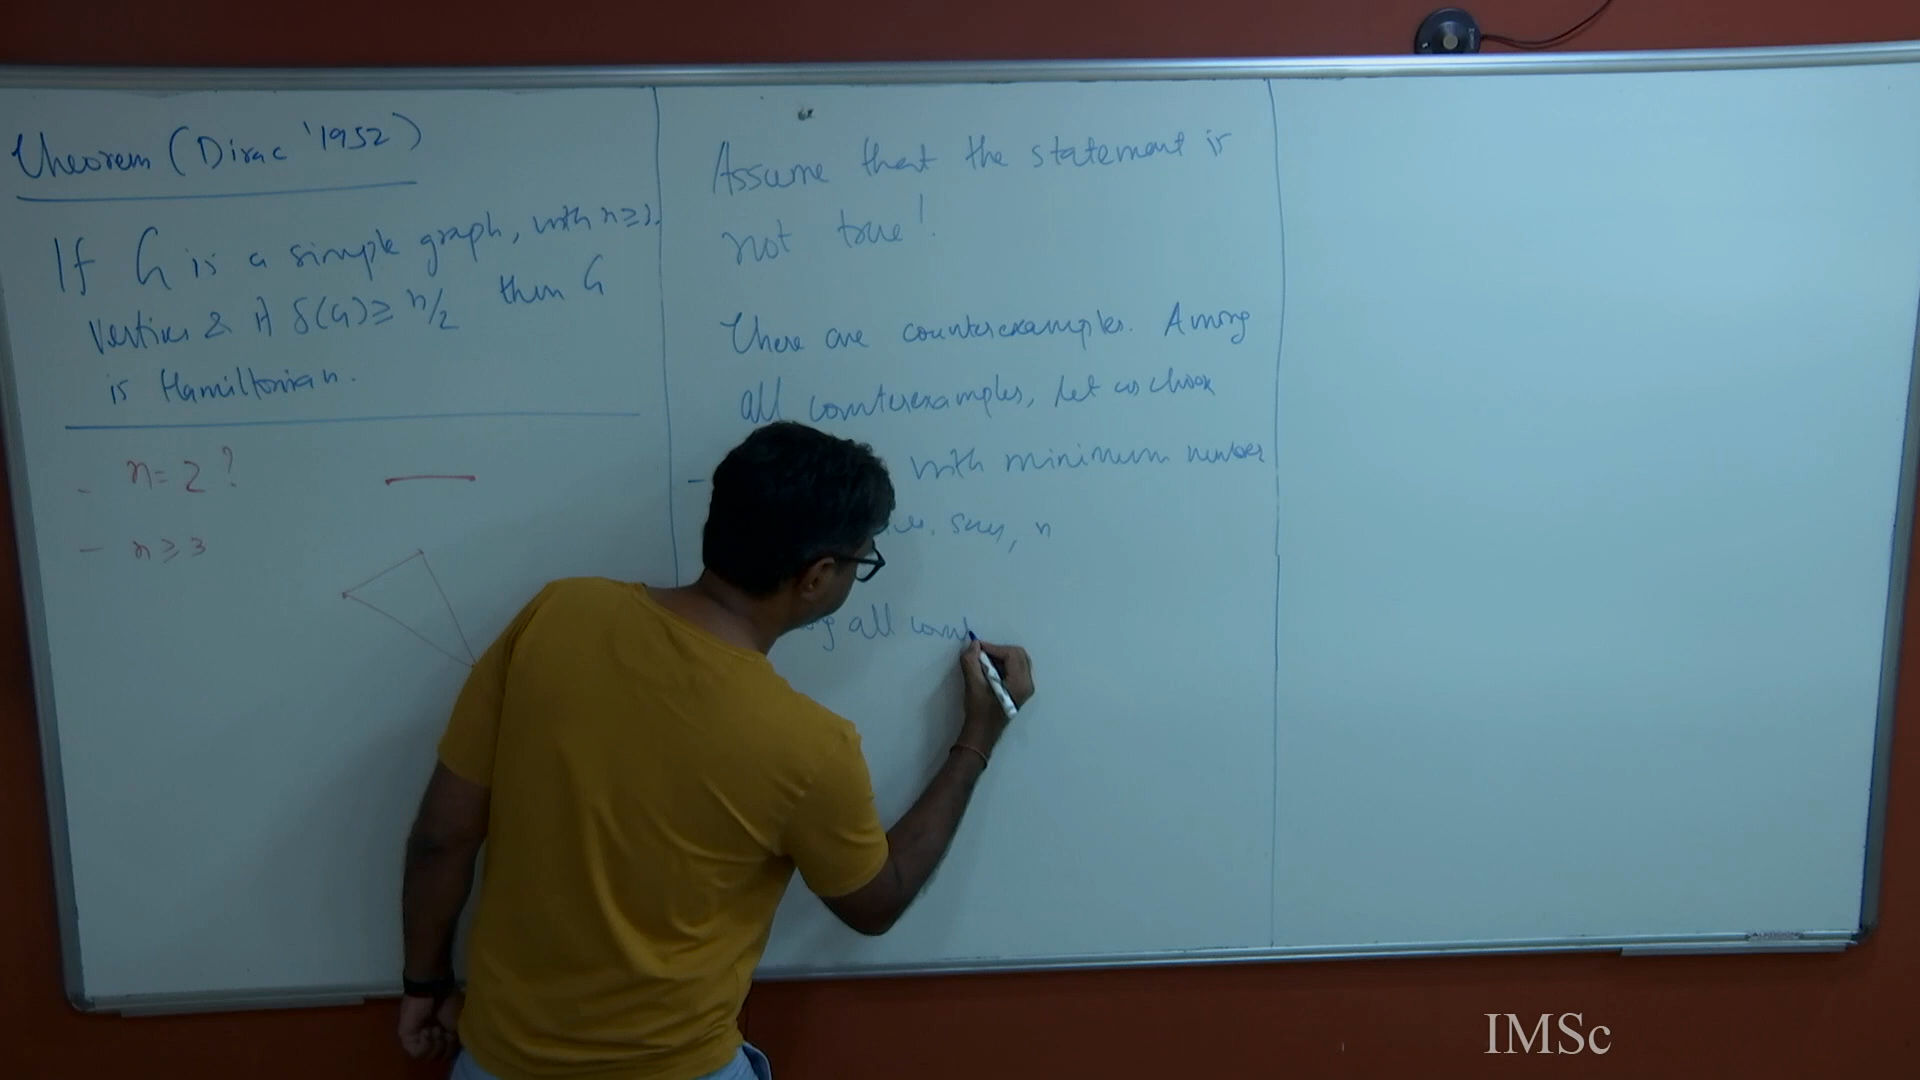 Theorem (Dirac '1952)
If G is a simple graph, with n≥3
vertices & if δ(G)≥ n/2 then G
is Hamiltonian.
- n=2?
- n≥3
Assume that the statement is
not true!
There are counterexamples. Among
all counterexamples, let us choose
- with minimum number
say, n
all
IMSc